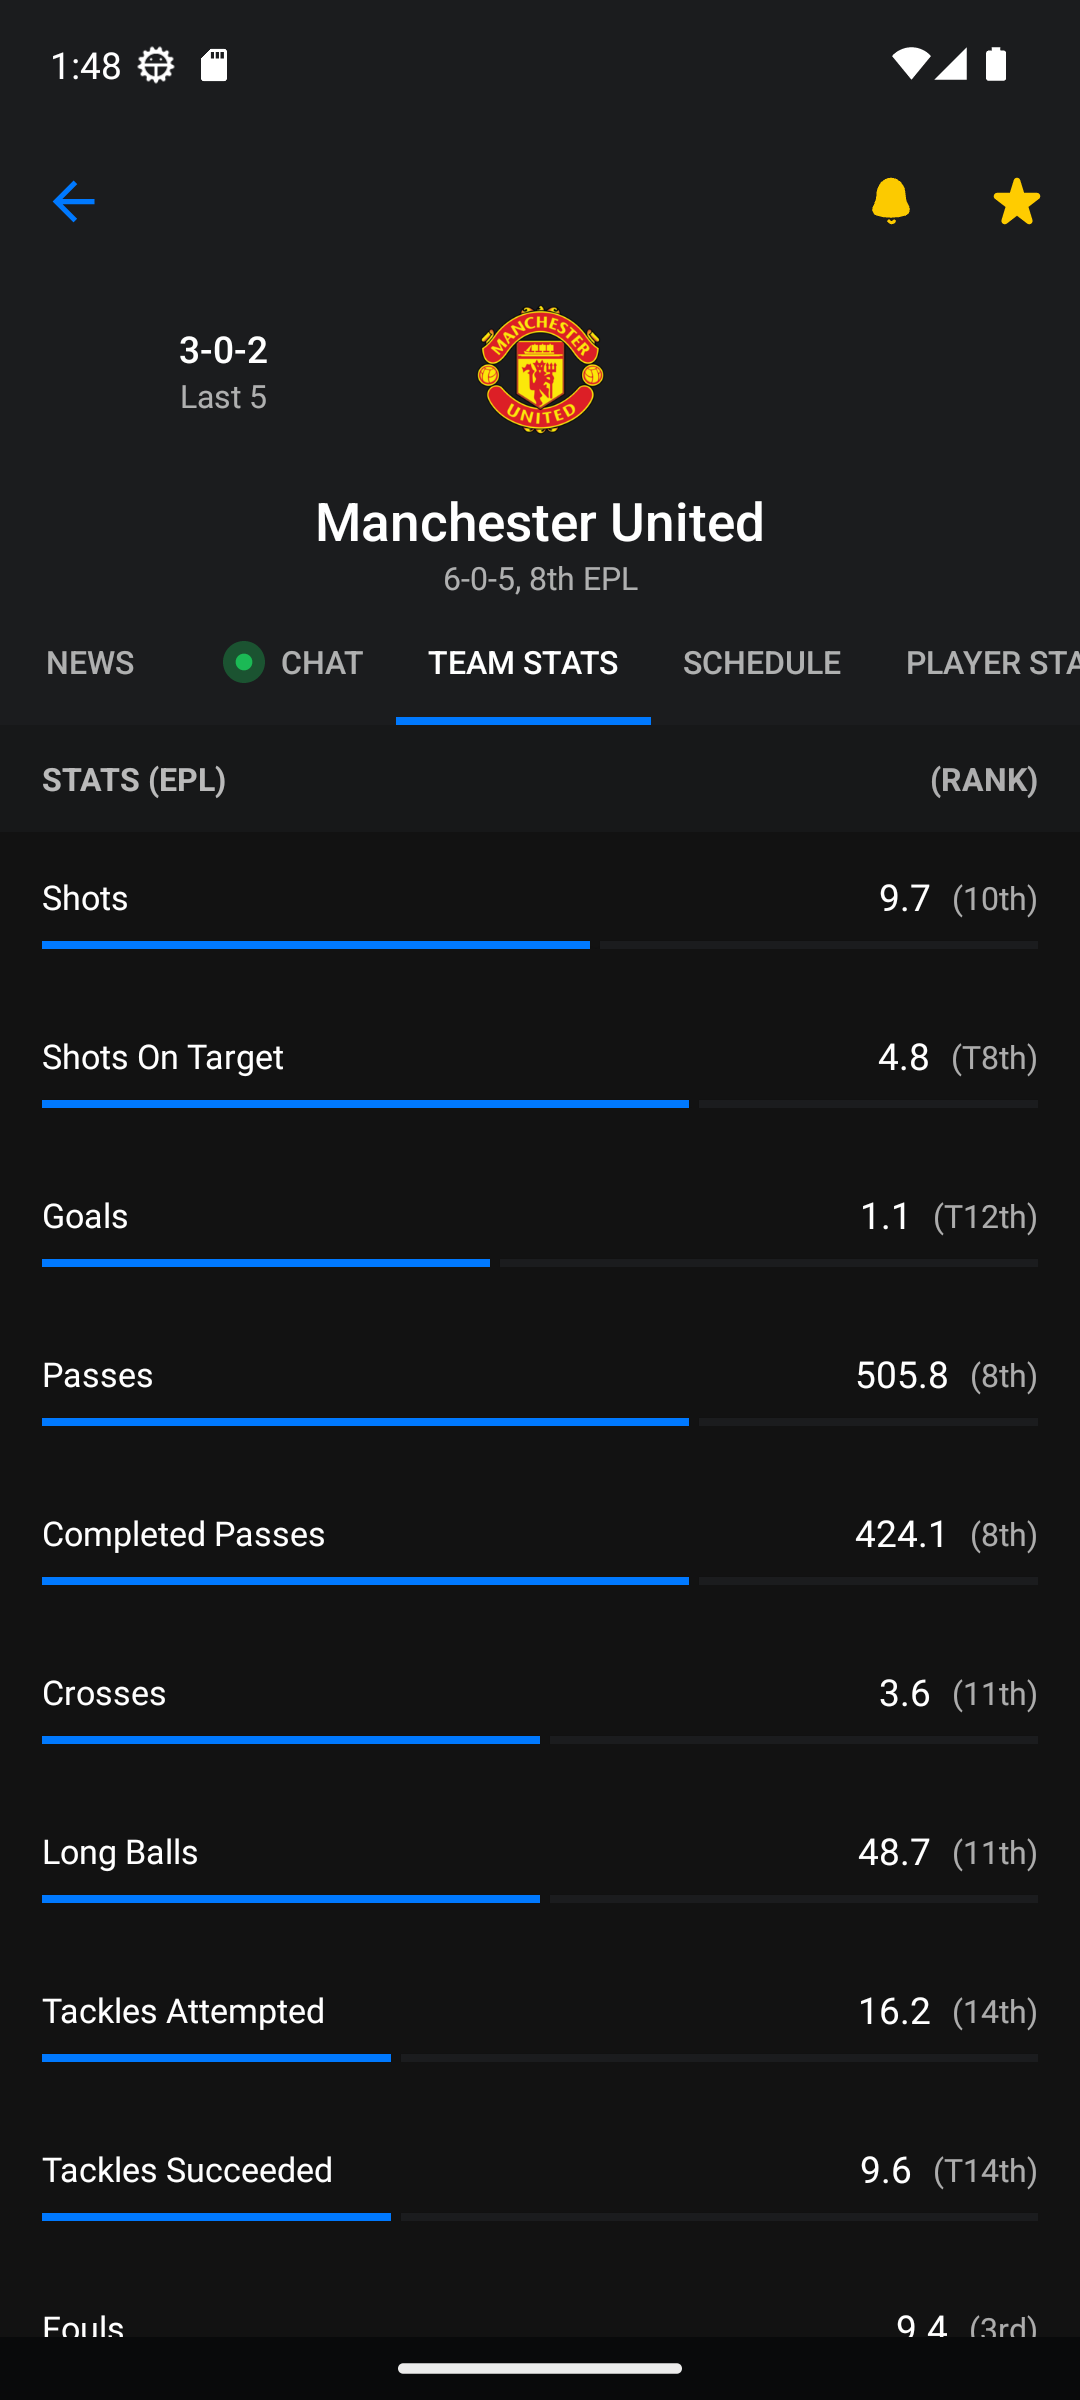 1:48
3-0-2
Last 5
MANCHESTER
UNITED
Manchester United
6-0-5, 8th EPL
NEWS CHAT TEAM STATS SCHEDULE PLAYER STA
STATS (EPL) (RANK)
Shots 9.7 (10th)
Shots On Target 4.8 (T8th)
Goals 1.1 (T12th)
Passes 505.8 (8th)
Completed Passes 424.1 (8th)
Crosses 3.6 (11th)
Long Balls 48.7 (11th)
Tackles Attempted 16.2 (14th)
Tackles Succeeded 9.6 (T14th)
Fouls 9.4 (3rd)